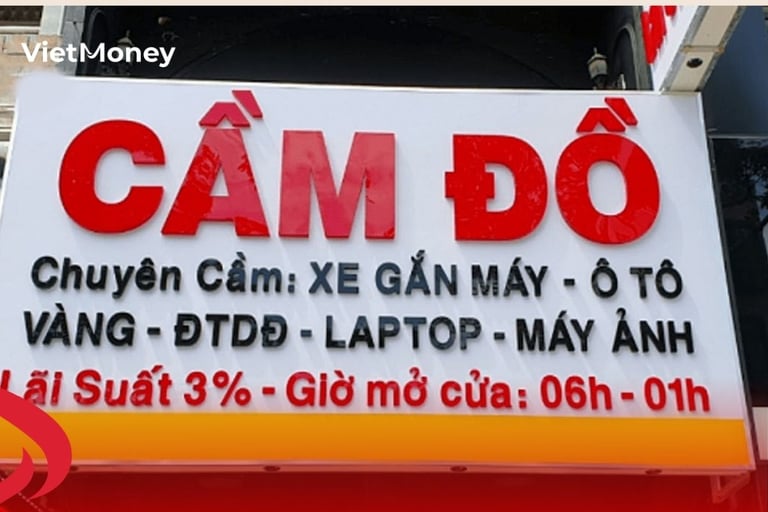 VietMoney
CẦM ĐỒ
Chuyên Cầm: XE GẮN MÁY - Ô TÔ
VÀNG - ĐTDĐ - LAPTOP - MÁY ẢNH
Lãi Suất 3% - Giờ mở cửa: 06h - 01h